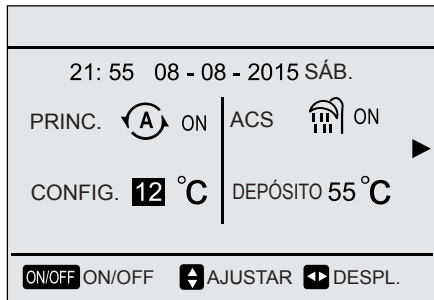 21: 55 08 - 08 - 2015 SÁB.
PRINC. A ON ACS ON
CONFIG. 12 °C DEPÓSITO 55 °C
ON/OFF ON/OFF AJUSTAR DESPL.